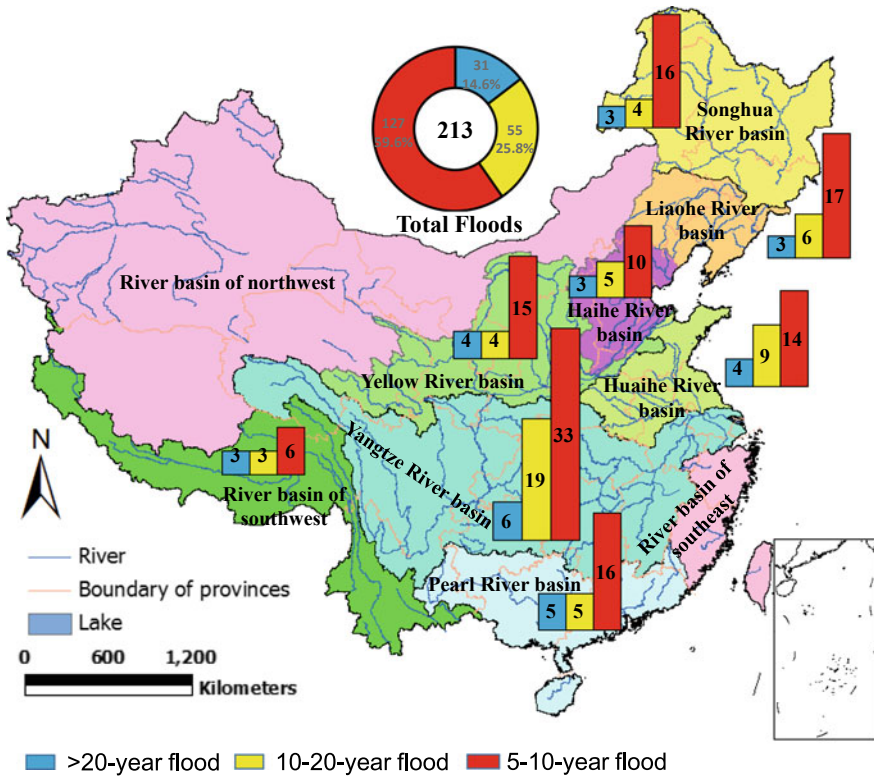 31
14.6%
127
59.6%
213
55
25.8%
Total Floods
3
4
16
Songhua
River basin
3
6
17
Liaohe River
basin
3
5
10
Haihe River
basin
River basin of northwest
4
4
15
Yellow River basin
4
9
14
Huaihe River
basin
3
3
6
River basin of
southwest
Yangtze River basin
6
19
33
River basin of
southeast
Pearl River basin
5
5
16
N
River
Boundary of provinces
Lake
0 600 1,200
Kilometers
>20-year flood 10-20-year flood 5-10-year flood